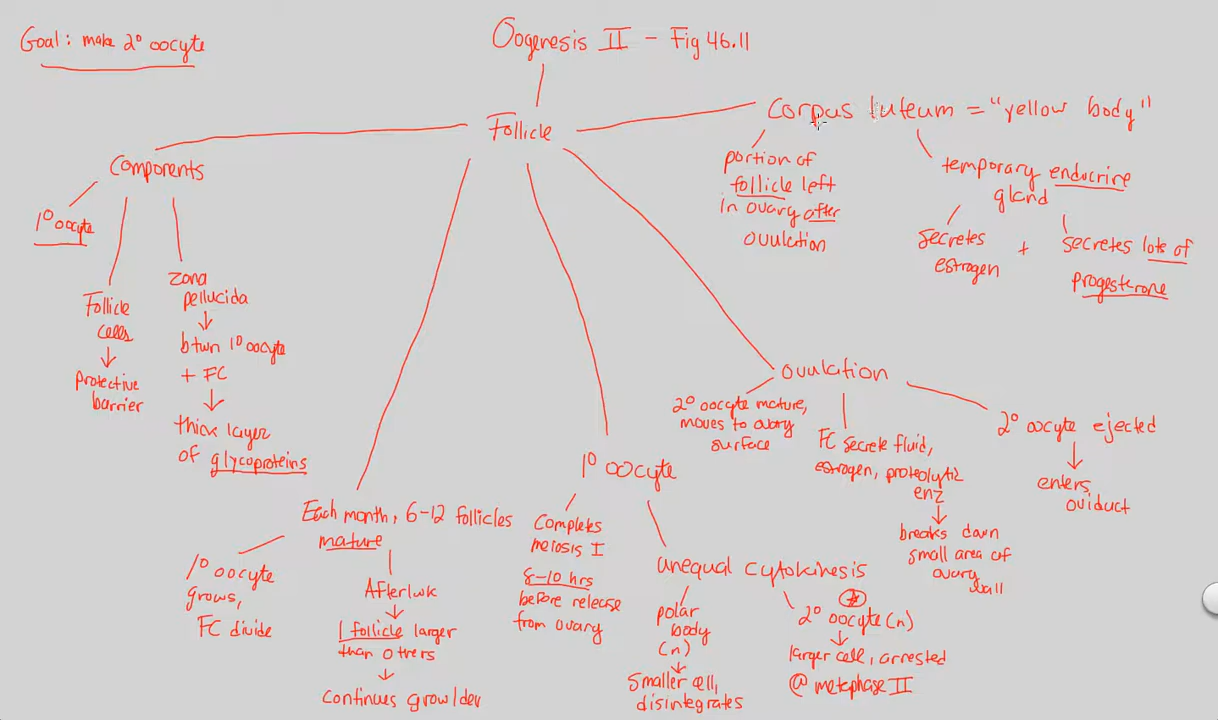 Goal: make 2° oocyte
Oogenesis II - Fig 46.11
Follicle
Components
1° oocyte
Follicle
cells
↓
Protective
barrier
zona
pellucida
↓
btwn 1° oocyte
+ FC
↓
thick layer
of glycoproteins
Each month, 6-12 follicles
mature
1° oocyte
grows,
FC divide
After 1wk
↓
1 follicle larger
than others
↓
continues grow/dev
1° oocyte
Completes
meiosis I
8-10 hrs
before release
from ovary
unequal cytokinesis
polar
body
(n)
↓
smaller cell,
disintegrates
*
2° oocyte (n)
↓
larger cell, arrested
@ metaphase II
ovulation
2° oocyte mature,
moves to ovary
surface
FC secrete fluid,
estrogen, proteolytic
enz
↓
breaks down
small area of
ovary
wall
2° oocyte ejected
↓
enters
oviduct
Corpus luteum = "yellow body"
portion of
follicle left
in ovary after
ovulation
temporary endocrine
gland
secretes
estrogen
+
secretes lots of
progesterone